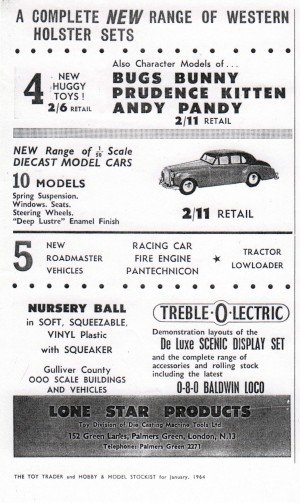 A COMPLETE NEW RANGE OF WESTERN
HOLSTER SETS
4 NEW
HUGGY
TOYS!
2/6 RETAIL
Also Character Models of...
BUGS BUNNY
PRUDENCE KITTEN
ANDY PANDY
2/11 RETAIL
NEW Range of 1/50 Scale
DIECAST MODEL CARS
10 MODELS
Spring Suspension.
Windows. Seats.
Steering Wheels.
"Deep Lustre" Enamel Finish
2/11 RETAIL
5 NEW
ROADMASTER
VEHICLES
RACING CAR
FIRE ENGINE
PANTECHNICON
★
TRACTOR
LOWLOADER
NURSERY BALL
in SOFT, SQUEEZABLE,
VINYL Plastic
with SQUEAKER
Gulliver County
OOO SCALE BUILDINGS
AND VEHICLES
TREBLE·O·LECTRIC
Demonstration layouts of the
De Luxe SCENIC DISPLAY SET
and the complete range of
accessories and rolling stock
including the latest
0-8-0 BALDWIN LOCO
LONE STAR PRODUCTS
Toy Division of Die Casting Machine Tools Ltd.
152 Green Lanes, Palmers Green, London, N.13
Telephone: Palmers Green 2271
THE TOY TRADER and HOBBY & MODEL STOCKIST for January, 1964